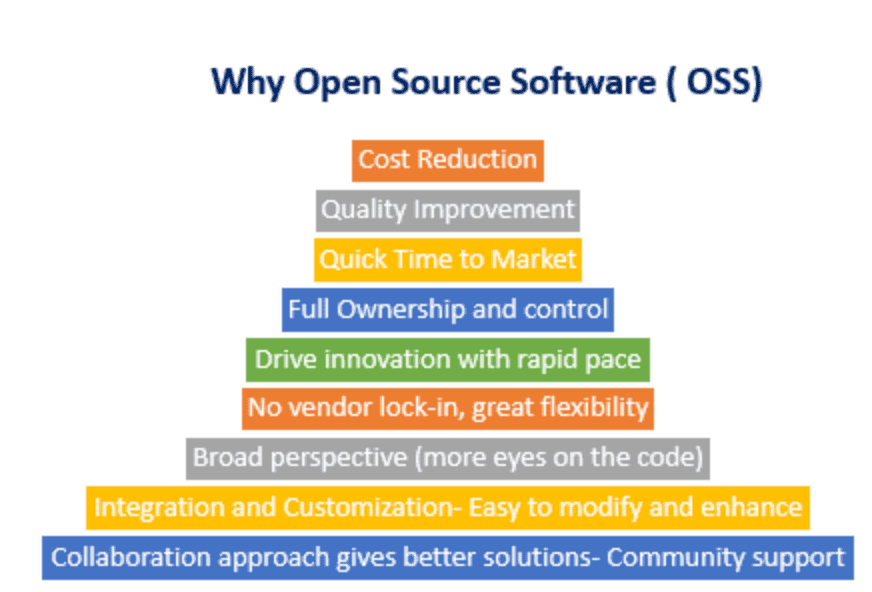 Why Open Source Software ( OSS)
Cost Reduction
Quality Improvement
Quick Time to Market
Full Ownership and control
Drive innovation with rapid pace
No vendor lock-in, great flexibility
Broad perspective (more eyes on the code)
Integration and Customization- Easy to modify and enhance
Collaboration approach gives better solutions- Community support